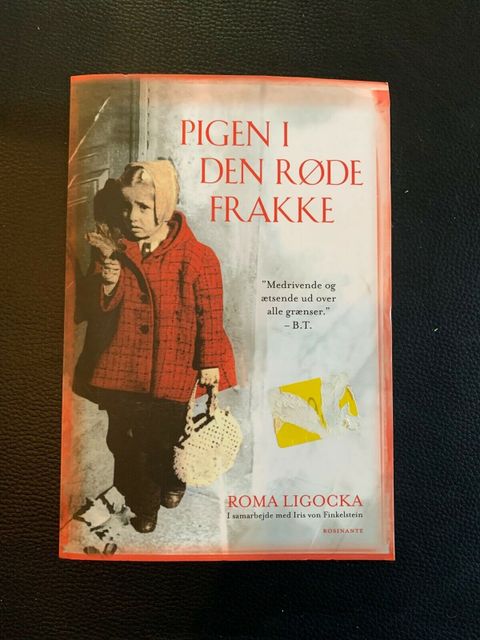 PIGEN I
DEN RØDE
FRAKKE
”Medrivende og
ætsende ud over
alle grænser.”
– B.T.
ROMA LIGOCKA
I samarbejde med Iris von Finkelstein
ROSINANTE